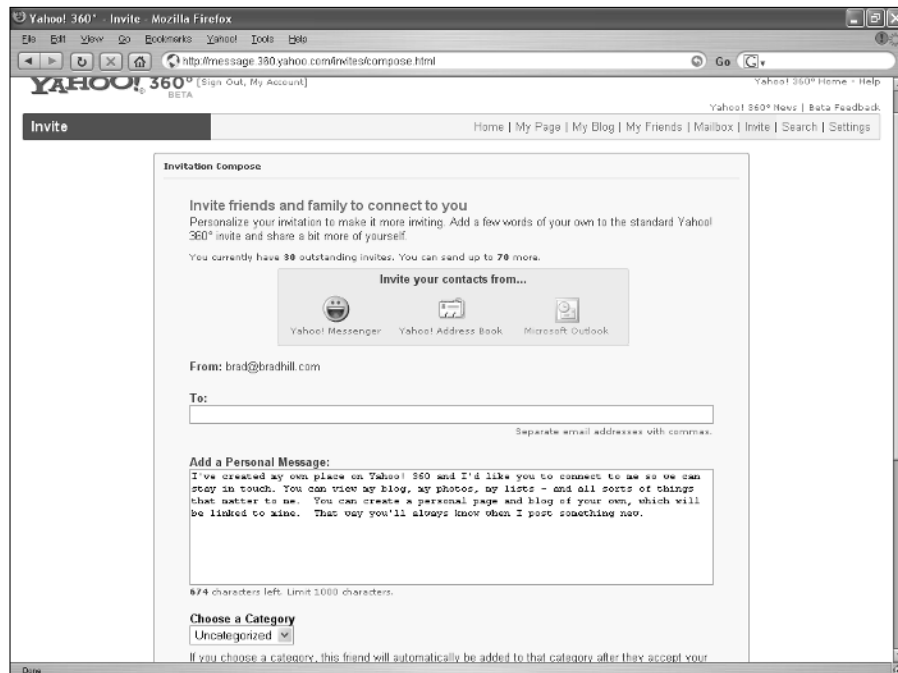 Yahoo! 360° - Invite - Mozilla Firefox
File Edit View Go Bookmarks Yahoo! Tools Help
http://message.360.yahoo.com/invites/compose.html
Go
YAHOO! 360° [Sign Out, My Account]
BETA
Yahoo! 360° Home - Help
Yahoo! 360° News | Beta Feedback
Invite
Home | My Page | My Blog | My Friends | Mailbox | Invite | Search | Settings
Invitation Compose
Invite friends and family to connect to you
Personalize your invitation to make it more inviting. Add a few words of your own to the standard Yahoo!
360° invite and share a bit more of yourself.
You currently have 30 outstanding invites. You can send up to 70 more.
Invite your contacts from...
Yahoo! Messenger Yahoo! Address Book Microsoft Outlook
From: brad@bradhill.com
To:
Separate email addresses with commas.
Add a Personal Message:
I've created my own place on Yahoo! 360 and I'd like you to connect to me so we can
stay in touch. You can view my blog, my photos, my lists - and all sorts of things
that matter to me. You can create a personal page and blog of your own, which will
be linked to mine. That way you'll always know when I post something new.
674 characters left. Limit 1000 characters.
Choose a Category
Uncategorized
If you choose a category, this friend will automatically be added to that category after they accept your
Done